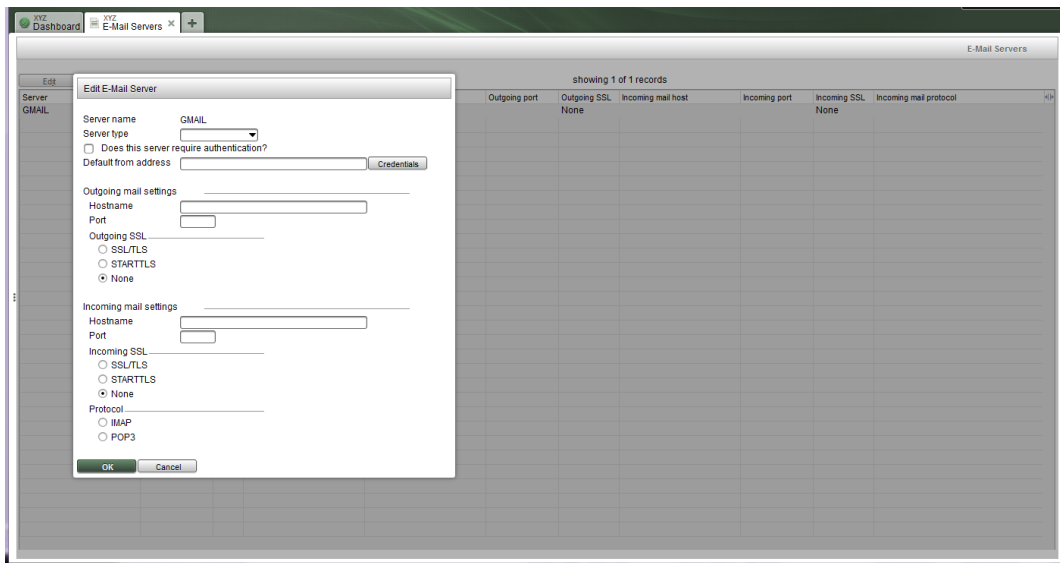 XYZ
Dashboard
XYZ
E-Mail Servers
E-Mail Servers
Edit
showing 1 of 1 records
Server
Outgoing port
Outgoing SSL
Incoming mail host
Incoming port
Incoming SSL
Incoming mail protocol
GMAIL
None
None
Edit E-Mail Server
Server name
GMAIL
Server type
Does this server require authentication?
Default from address
Credentials
Outgoing mail settings
Hostname
Port
Outgoing SSL
SSL/TLS
STARTTLS
None
Incoming mail settings
Hostname
Port
Incoming SSL
SSL/TLS
STARTTLS
None
Protocol
IMAP
POP3
OK
Cancel